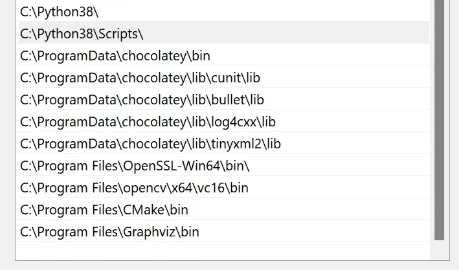 C:\Python38\
C:\Python38\Scripts\
C:\ProgramData\chocolatey\bin
C:\ProgramData\chocolatey\lib\cunit\lib
C:\ProgramData\chocolatey\lib\bullet\lib
C:\ProgramData\chocolatey\lib\log4cxx\lib
C:\ProgramData\chocolatey\lib\tinyxml2\lib
C:\Program Files\OpenSSL-Win64\bin\
C:\Program Files\opencv\x64\vc16\bin
C:\Program Files\CMake\bin
C:\Program Files\Graphviz\bin